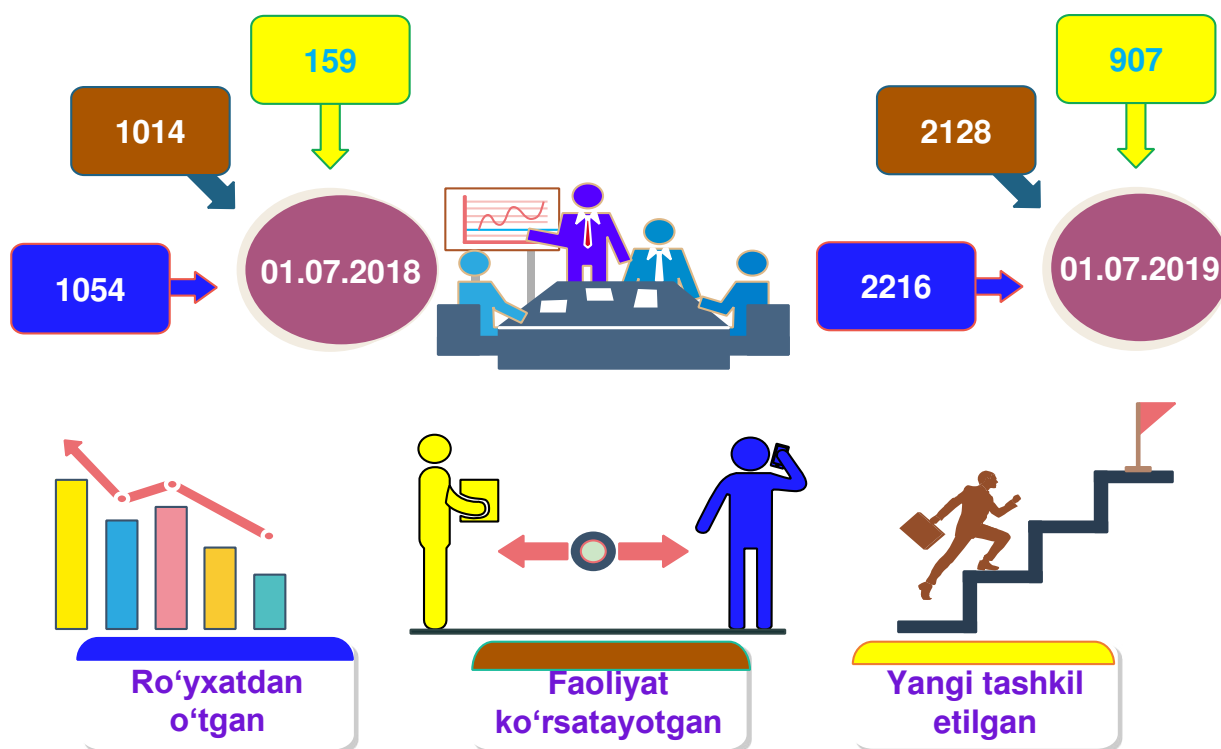 159
907
1014
2128
01.07.2018
01.07.2019
1054
2216
Ro‘yxatdan
o‘tgan
Faoliyat
ko‘rsatayotgan
Yangi tashkil
etilgan